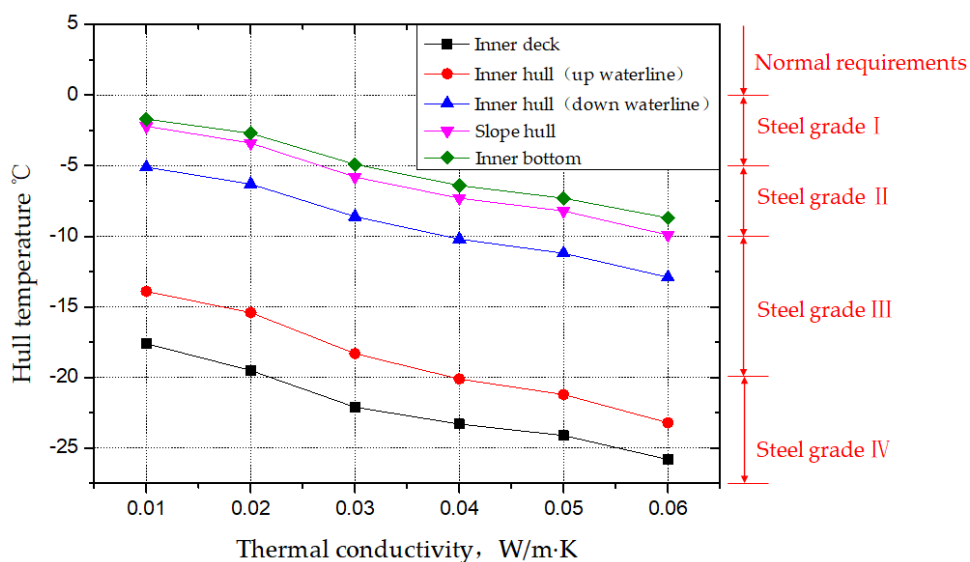 5
0
-5
-10
-15
-20
-25
Hull temperature ℃
0.01 0.02 0.03 0.04 0.05 0.06
Thermal conductivity，W/m·K
Inner deck
Inner hull（up waterline）
Inner hull（down waterline）
Slope hull
Inner bottom
Normal requirements
Steel grade Ⅰ
Steel grade Ⅱ
Steel grade Ⅲ
Steel grade Ⅳ